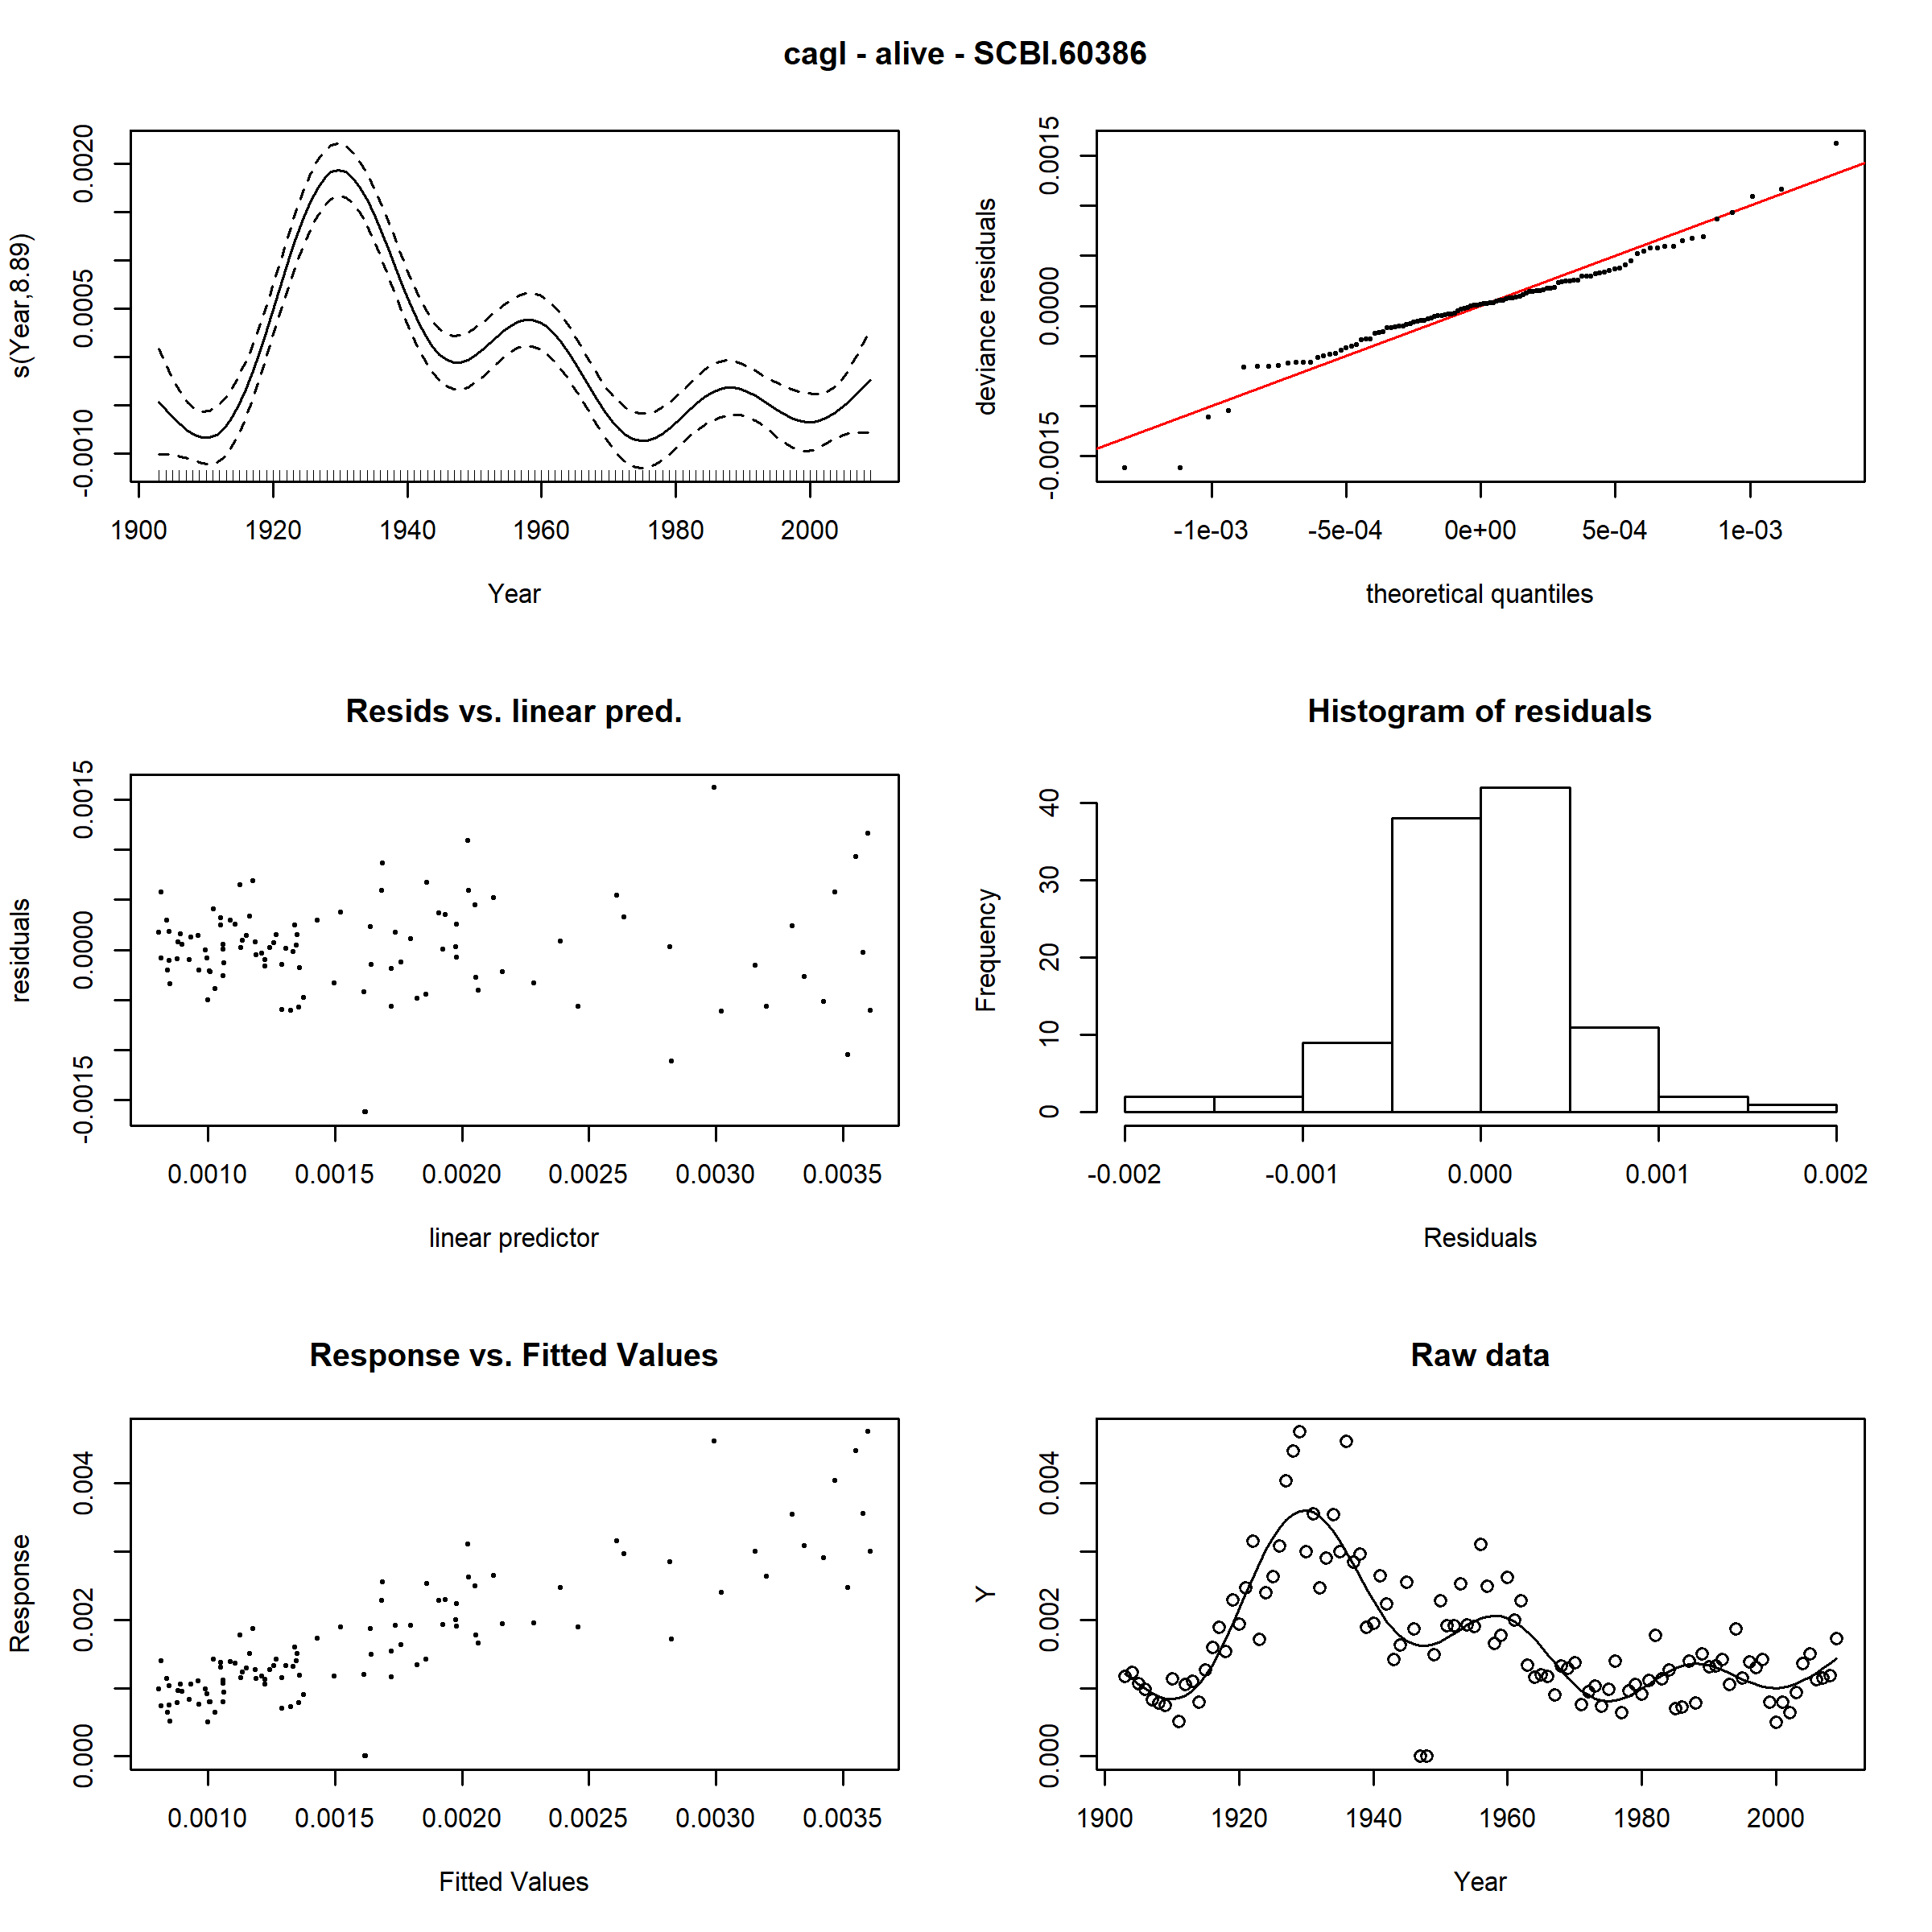 cagl - alive - SCBI.60386
s(Year,8.89)
-0.0010 0.0005 0.0020
1900 1920 1940 1960 1980 2000
Year
deviance residuals
-0.0015 0.0000 0.0015
-1e-03 -5e-04 0e+00 5e-04 1e-03
theoretical quantiles
Resids vs. linear pred.
residuals
-0.0015 0.0000 0.0015
0.0010 0.0015 0.0020 0.0025 0.0030 0.0035
linear predictor
Histogram of residuals
Frequency
0 10 20 30 40
-0.002 -0.001 0.000 0.001 0.002
Residuals
Response vs. Fitted Values
Response
0.000 0.002 0.004
0.0010 0.0015 0.0020 0.0025 0.0030 0.0035
Fitted Values
Raw data
Y
0.000 0.002 0.004
1900 1920 1940 1960 1980 2000
Year